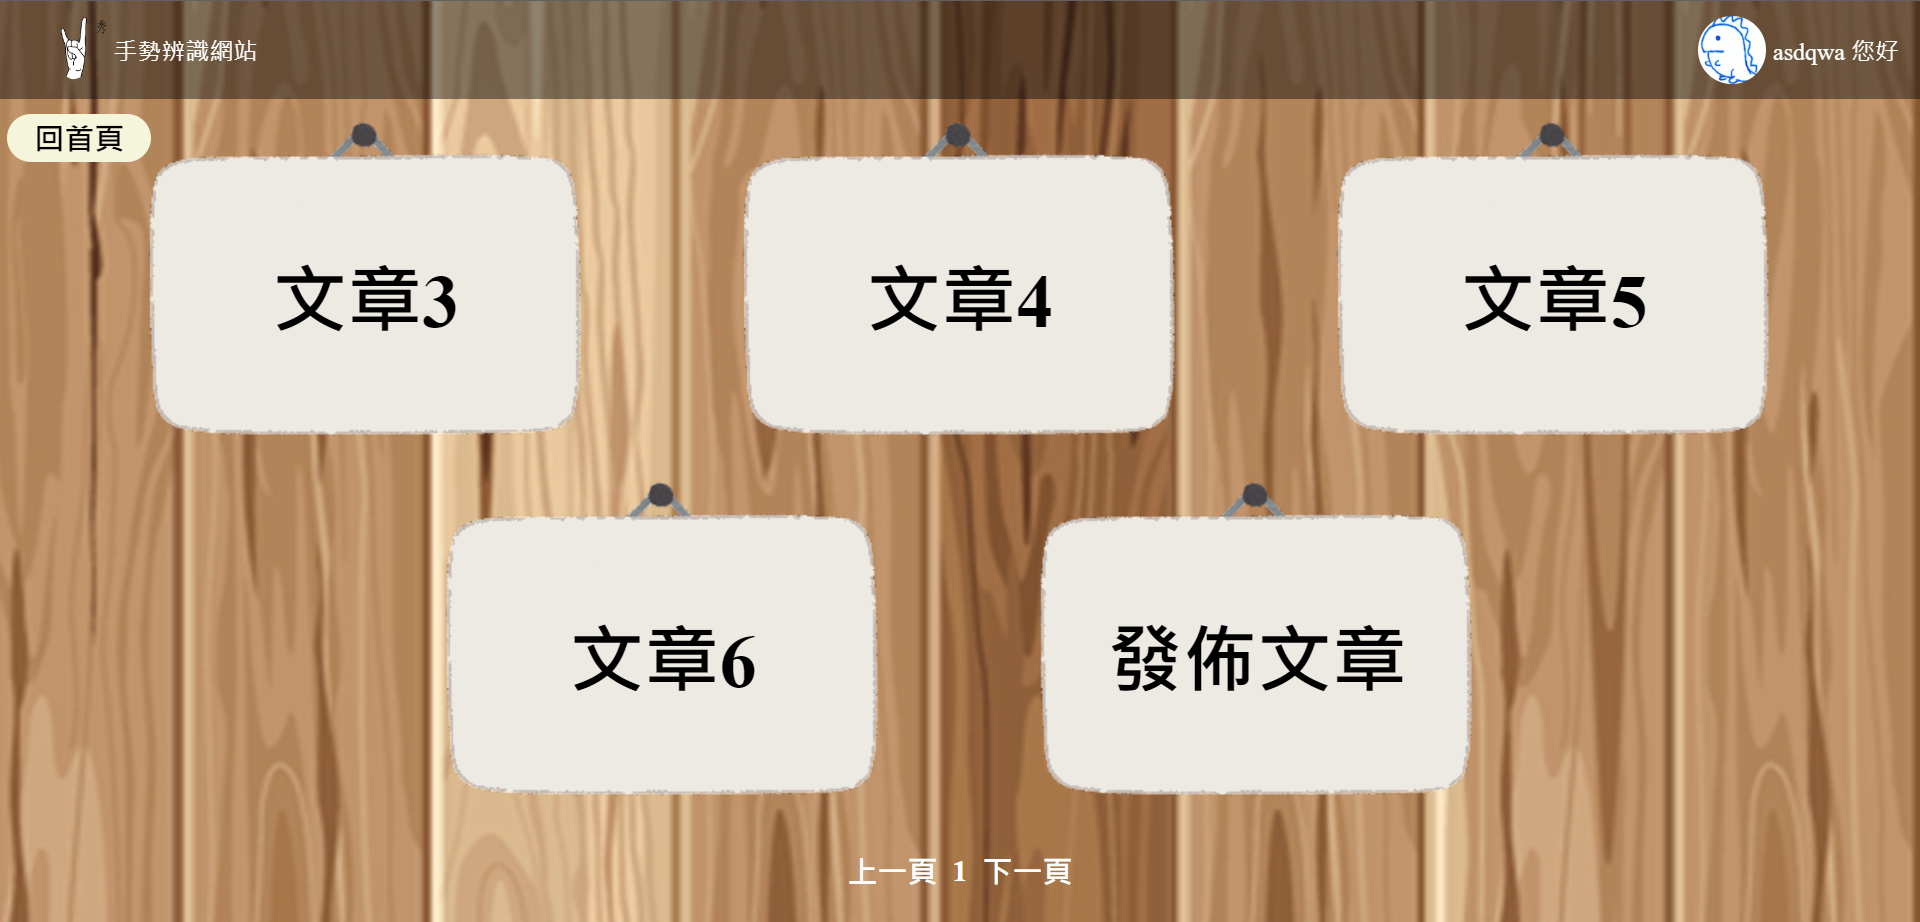 秀
手勢辨識網站
asdqwa 您好
回首頁
文章3
文章4
文章5
文章6
發佈文章
上一頁 1 下一頁